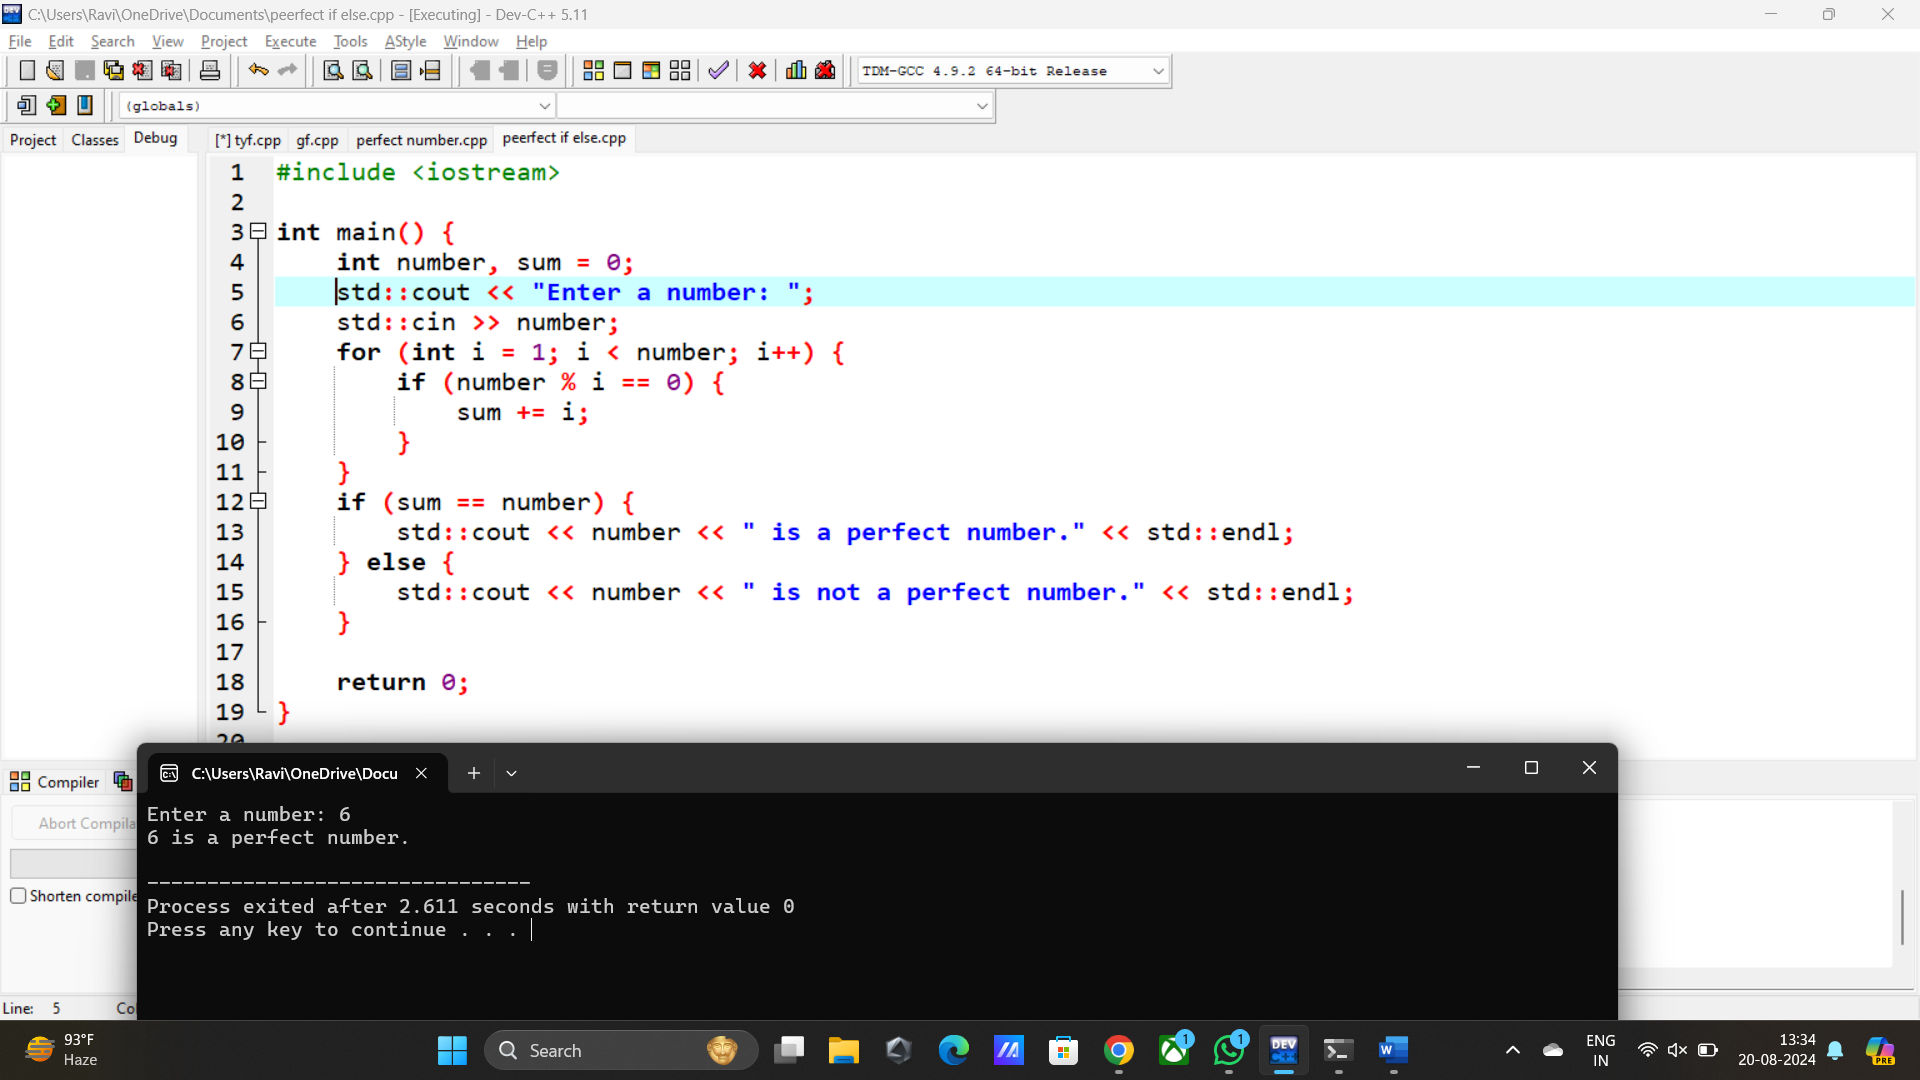 C:\Users\Ravi\OneDrive\Documents\peerfect if else.cpp - [Executing] - Dev-C++ 5.11
File Edit Search View Project Execute Tools AStyle Window Help
TDM-GCC 4.9.2 64-bit Release
(globals)
Project Classes Debug [*] tyf.cpp gf.cpp perfect number.cpp peerfect if else.cpp
1 #include <iostream>
2
3 int main() {
4 int number, sum = 0;
5 std::cout << "Enter a number: ";
6 std::cin >> number;
7 for (int i = 1; i < number; i++) {
8 if (number % i == 0) {
9 sum += i;
10 }
11 }
12 if (sum == number) {
13 std::cout << number << " is a perfect number." << std::endl;
14 } else {
15 std::cout << number << " is not a perfect number." << std::endl;
16 }
17
18 return 0;
19 }
20
Compiler
C:\Users\Ravi\OneDrive\Docu
Enter a number: 6
6 is a perfect number.
--------------------------------
Process exited after 2.611 seconds with return value 0
Press any key to continue . . .
Abort Compila
Shorten compile
Line: 5 Co
93°F
Haze
Search
1
1
DEV
C++
W
ENG
IN
13:34
20-08-2024
PRE